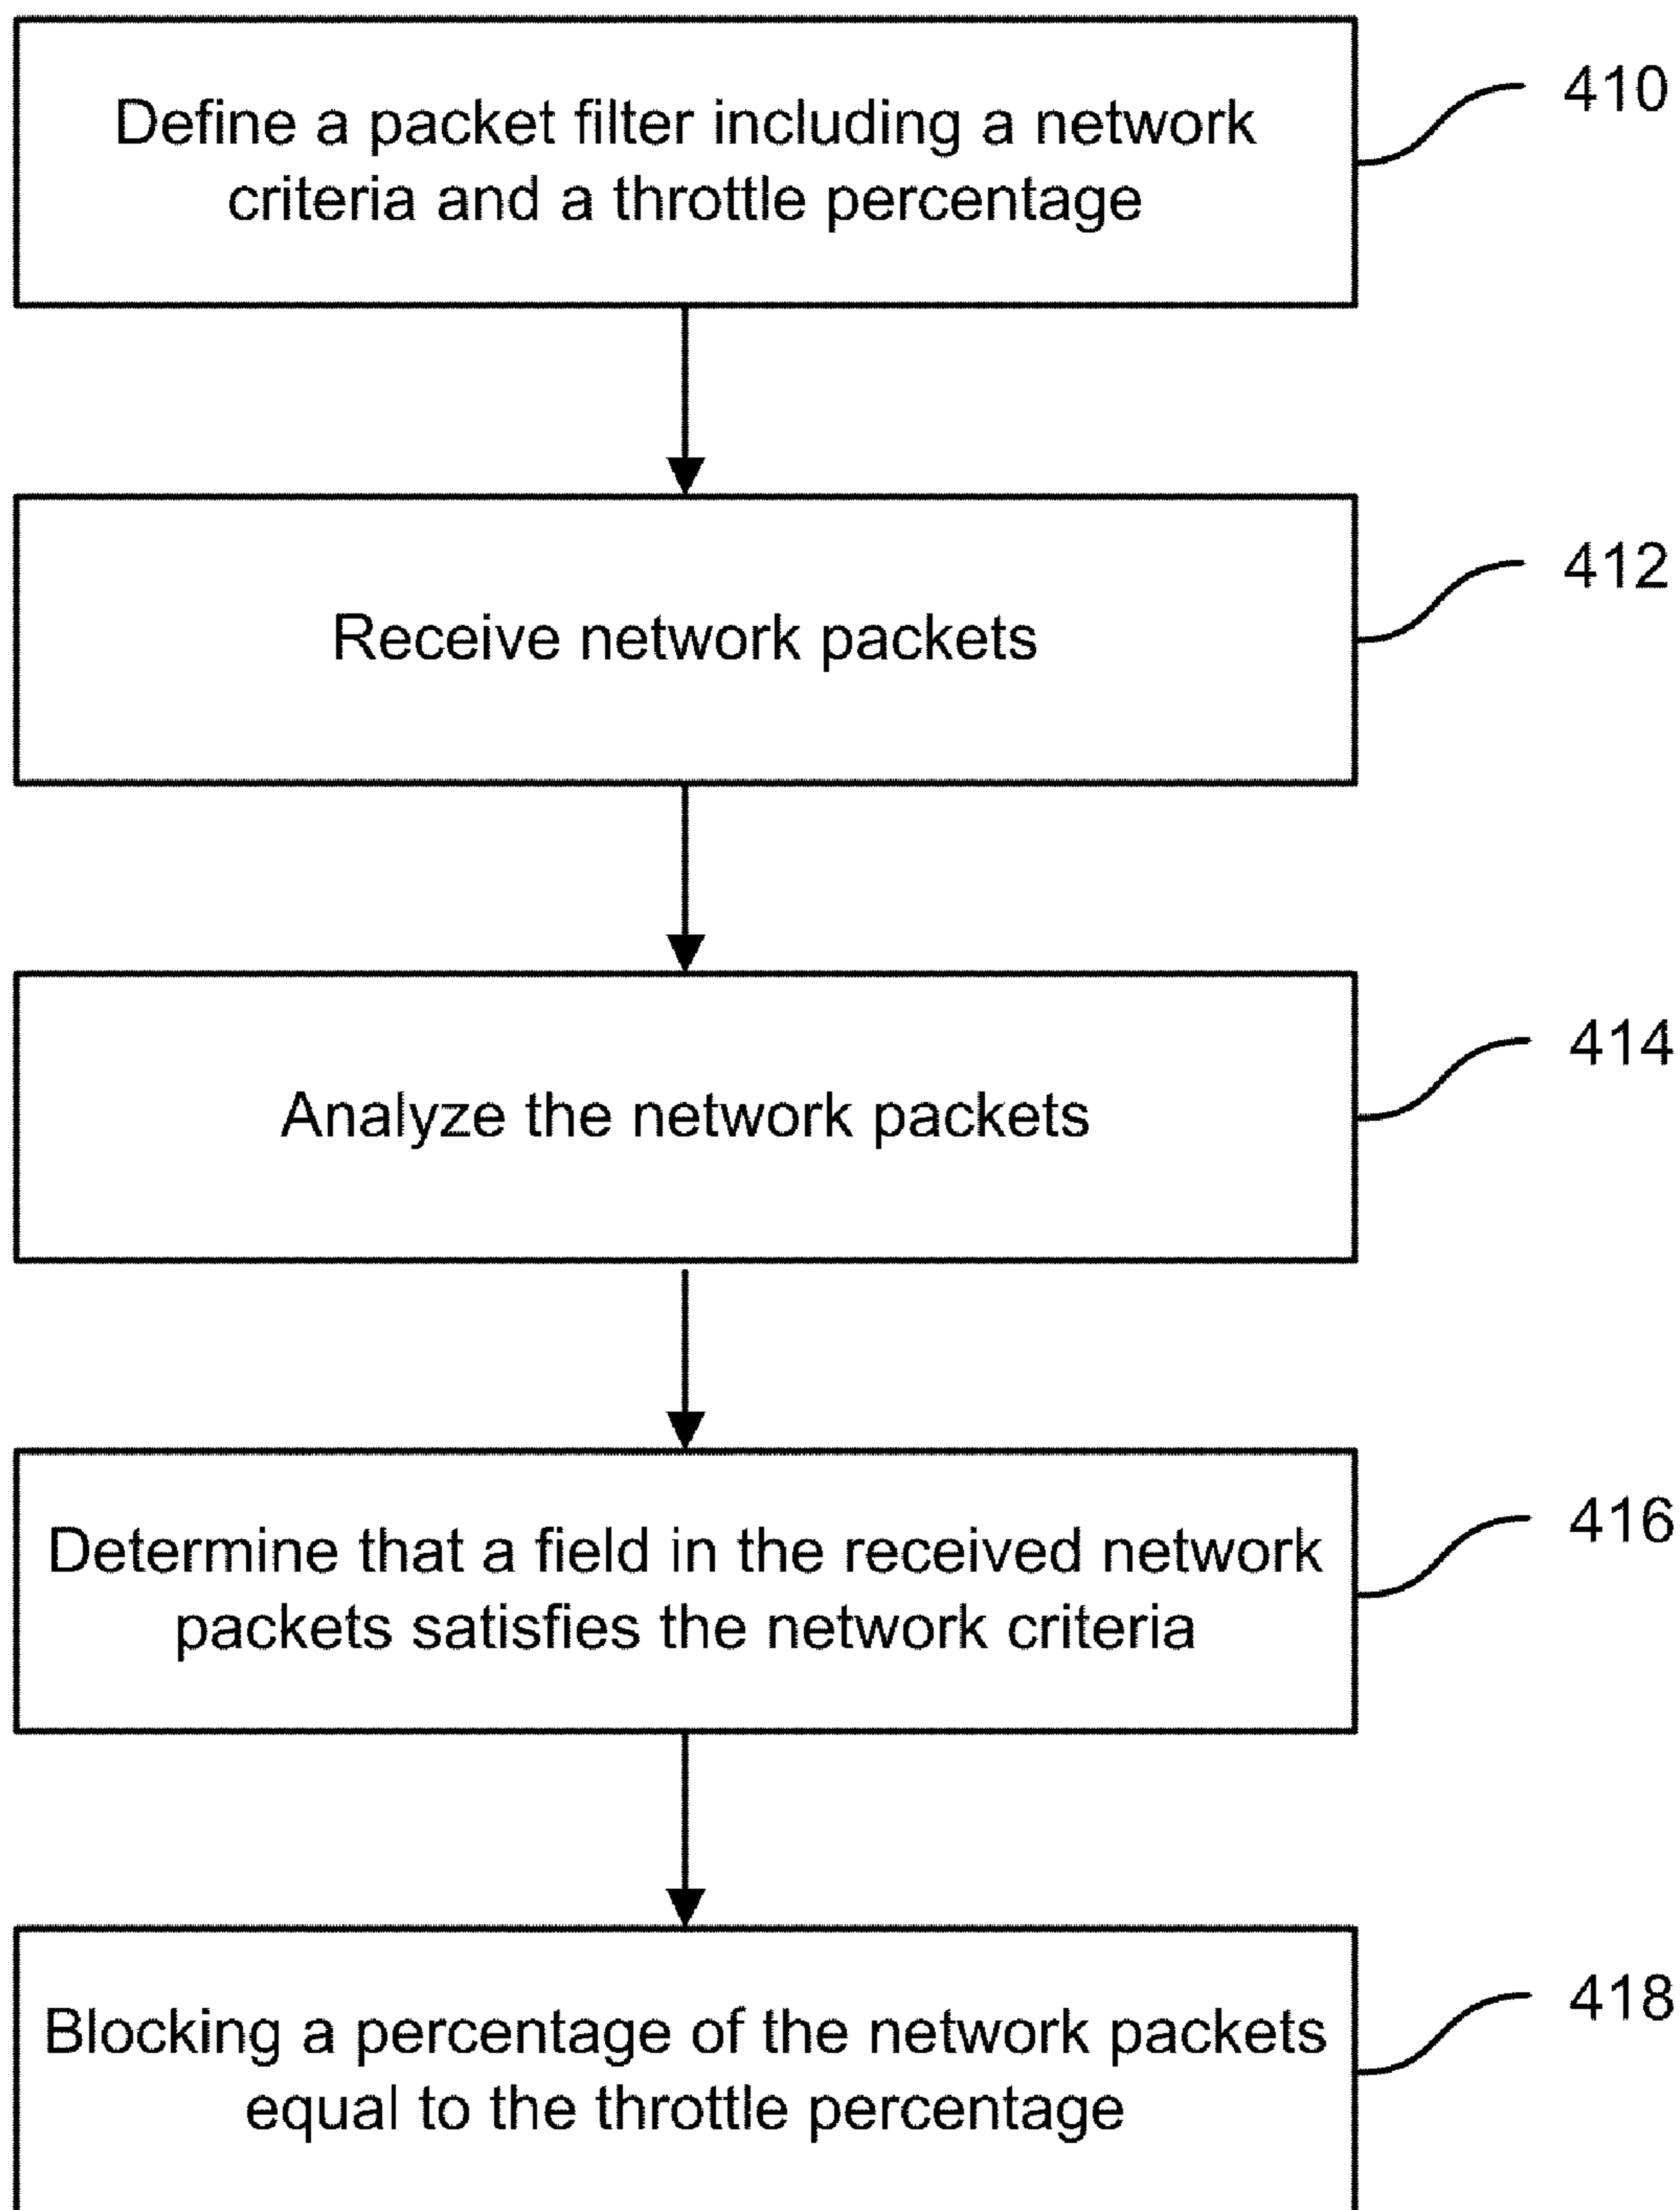 Define a packet filter including a network
criteria and a throttle percentage
410
Receive network packets
412
Analyze the network packets
414
Determine that a field in the received network
packets satisfies the network criteria
416
Blocking a percentage of the network packets
equal to the throttle percentage
418